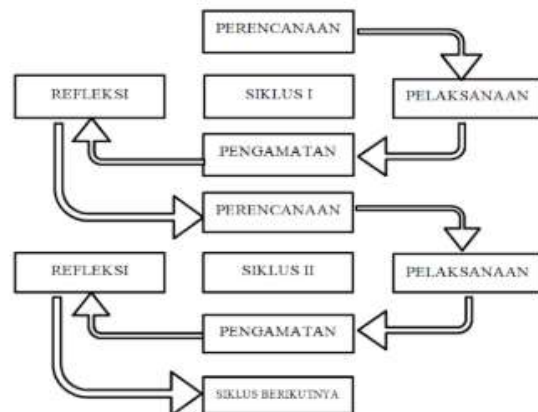 PERENCANAAN
REFLEKSI
SIKLUS I
PELAKSANAAN
PENGAMATAN
PERENCANAAN
REFLEKSI
SIKLUS II
PELAKSANAAN
PENGAMATAN
SIKLUS BERIKUTNYA